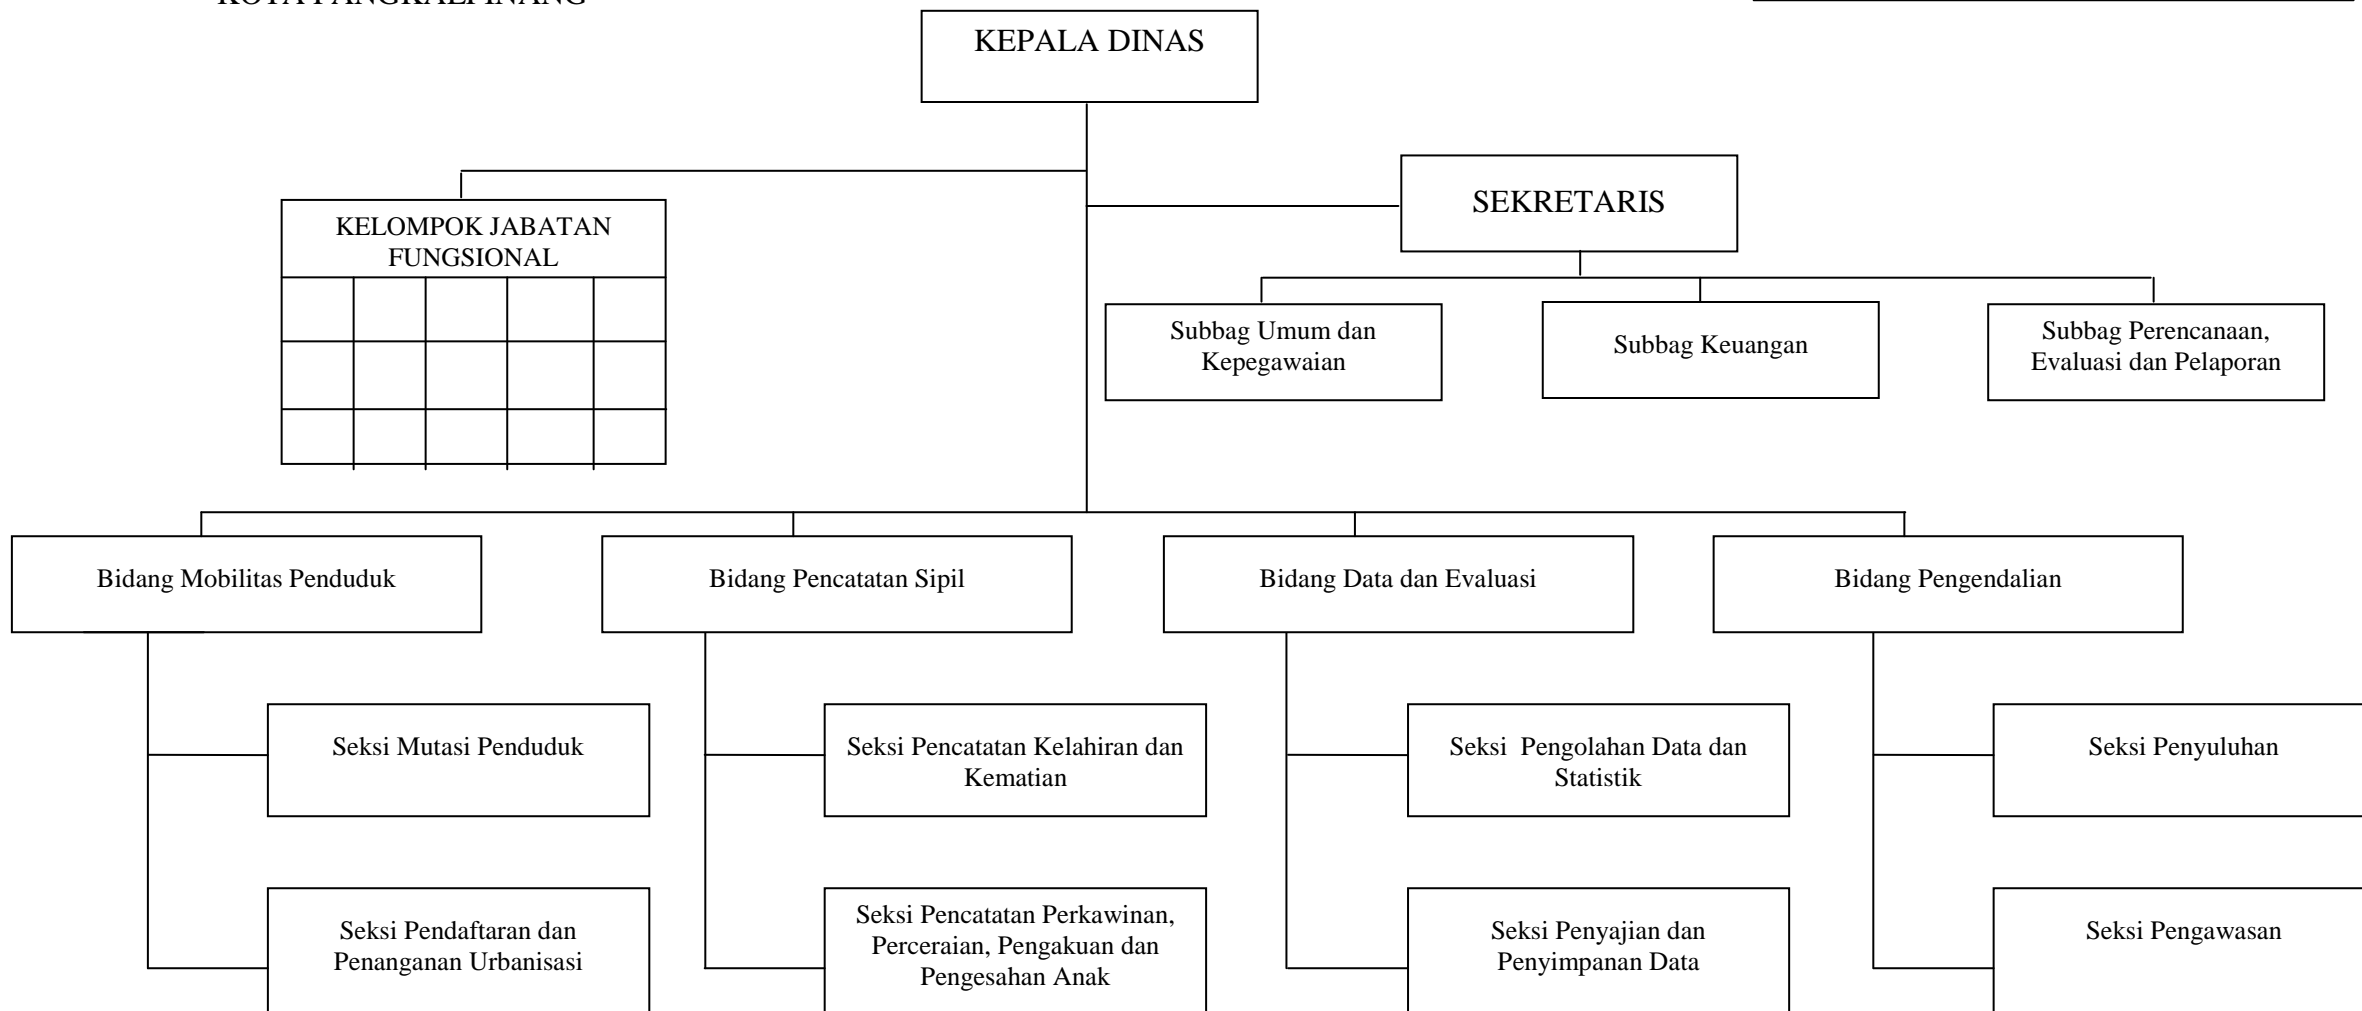 KOTA PANGKALPINANG
KEPALA DINAS
SEKRETARIS
KELOMPOK JABATAN
FUNGSIONAL
Subbag Umum dan
Kepegawaian
Subbag Keuangan
Subbag Perencanaan,
Evaluasi dan Pelaporan
Bidang Mobilitas Penduduk
Bidang Pencatatan Sipil
Bidang Data dan Evaluasi
Bidang Pengendalian
Seksi Mutasi Penduduk
Seksi Pencatatan Kelahiran dan
Kematian
Seksi  Pengolahan Data dan
Statistik
Seksi Penyuluhan
Seksi Pendaftaran dan
Penanganan Urbanisasi
Seksi Pencatatan Perkawinan,
Perceraian, Pengakuan dan
Pengesahan Anak
Seksi Penyajian dan
Penyimpanan Data
Seksi Pengawasan